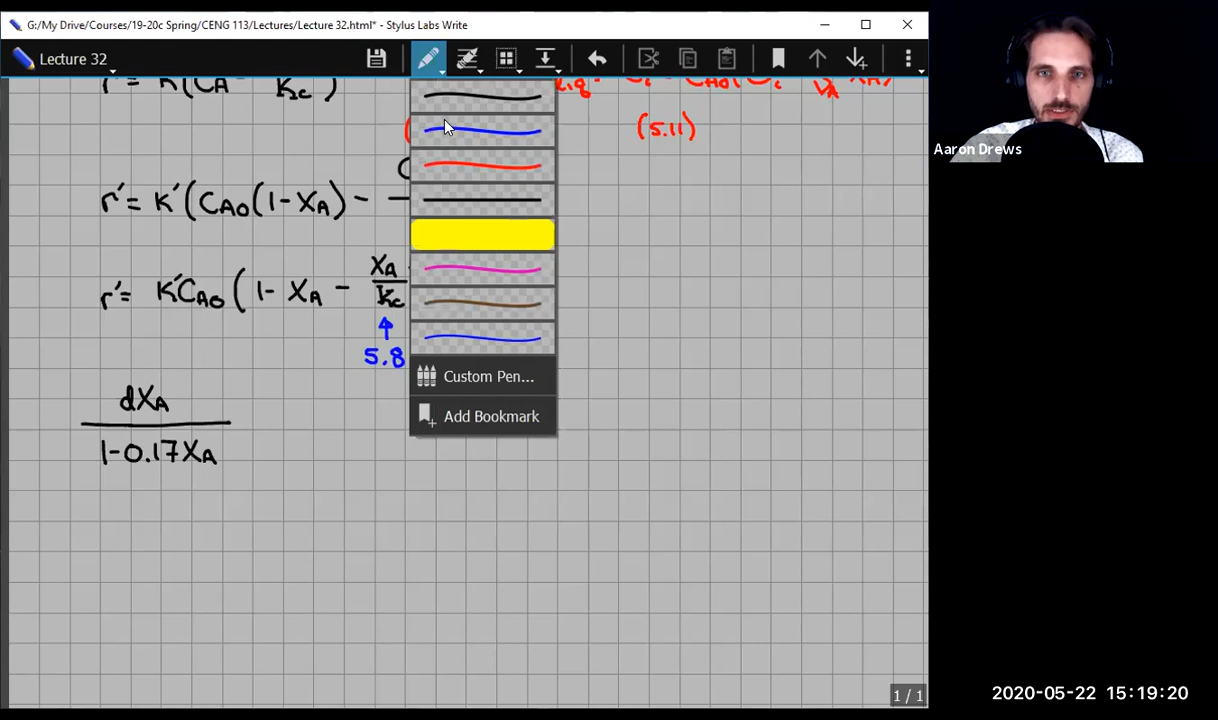 G:/My Drive/Courses/19-20c Spring/CENG 113/Lectures/Lecture 32.html* - Stylus Labs Write
Lecture 32
(5.11)
Aaron Drews
r' = K'(CAO(1-XA) -
r' = K'CAO(1- XA - XA/Kc
5.8
Custom Pen...
Add Bookmark
dXA
1-0.17XA
1 / 1
2020-05-22 15:19:20